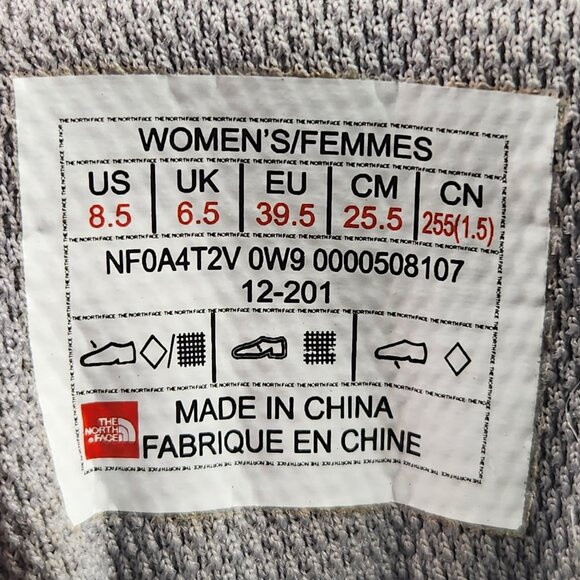 WOMEN'S/FEMMES
US UK EU CM CN
8.5 6.5 39.5 25.5 255(1.5)
NF0A4T2V 0W9 0000508107
12-201
THE
NORTH
FACE
MADE IN CHINA
FABRIQUE EN CHINE